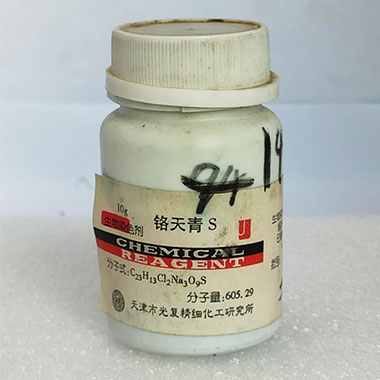 94
10g
生物染色剂
铬天青 S
CHEMICAL
REAGENT
分子式: C₂₃H₁₃Cl₂Na₃O₉S
分子量: 605.29
天津市光复精细化工研究所